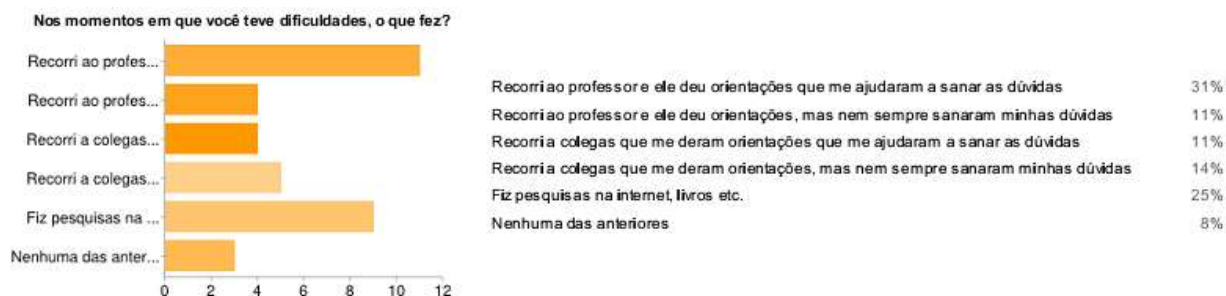 Nos momentos em que você teve dificuldades, o que fez?
Recorri ao profes...
Recorri ao profes...
Recorri a colegas...
Recorri a colegas...
Fiz pesquisas na ...
Nenhuma das anter...
0 2 4 6 8 10 12
Recorri ao professor e ele deu orientações que me ajudaram a sanar as dúvidas 31%
Recorri ao professor e ele deu orientações, mas nem sempre sanaram minhas dúvidas 11%
Recorri a colegas que me deram orientações que me ajudaram a sanar as dúvidas 11%
Recorri a colegas que me deram orientações, mas nem sempre sanaram minhas dúvidas 14%
Fiz pesquisas na internet, livros etc. 25%
Nenhuma das anteriores 8%